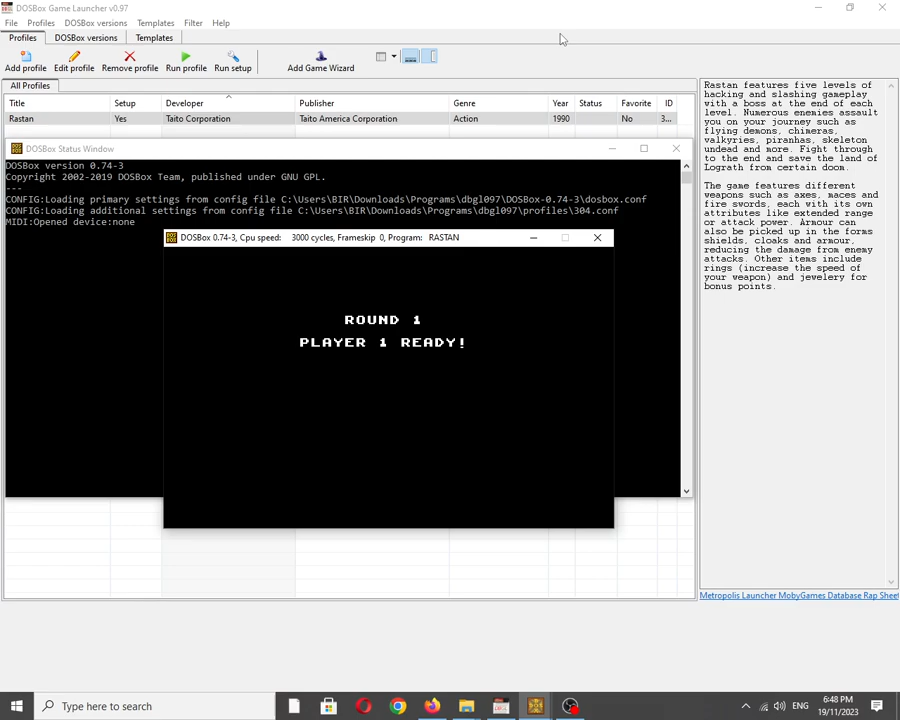 DOSBox Game Launcher v0.97
File Profiles DOSBox versions Templates Filter Help
Profiles DOSBox versions Templates
Add profile Edit profile Remove profile Run profile Run setup Add Game Wizard
All Profiles
Title Setup Developer Publisher Genre Year Status Favorite ID
Rastan Yes Taito Corporation Taito America Corporation Action 1990 No 3...
DOSBox Status Window
DOSBox version 0.74-3
Copyright 2002-2019 DOSBox Team, published under GNU GPL.
---
CONFIG:Loading primary settings from config file C:\Users\BIR\Downloads\Programs\dbgl097\DOSBox-0.74-3\dosbox.conf
CONFIG:Loading additional settings from config file C:\Users\BIR\Downloads\Programs\dbgl097\profiles\304.conf
MIDI:Opened device:none
DOSBox 0.74-3, Cpu speed: 3000 cycles, Frameskip 0, Program: RASTAN
ROUND 1
PLAYER 1 READY!
Rastan features five levels of
hacking and slashing gameplay
with a boss at the end of each
level. Numerous enemies assault
you on your journey such as
flying demons, chimeras,
valkyries, piranhas, skeleton
undead and more. Fight through
to the end and save the land of
Lograth from certain doom.
The game features different
weapons such as axes, maces and
fire swords, each with its own
attributes like extended range
or attack power. Armour can
also be picked up in the forms
shields, cloaks and armour,
reducing the damage from enemy
attacks. Other items include
rings (increase the speed of
your weapon) and jewelery for
bonus points.
Metropolis Launcher MobyGames Database Rap Sheet
Type here to search
ENG
6:48 PM
19/11/2023